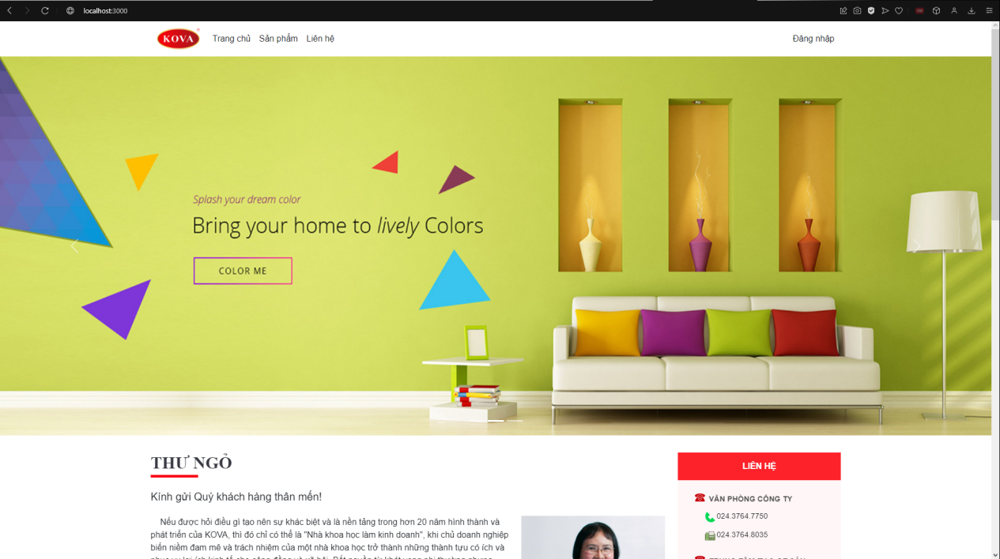 localhost:3000
KOVA
Trang chủ Sản phẩm Liên hệ
Đăng nhập
Splash your dream color
Bring your home to lively Colors
COLOR ME
THƯ NGỎ
Kính gửi Quý khách hàng thân mến!
Nếu được hỏi điều gì tạo nên sự khác biệt và là nền tảng trong hơn 20 năm hình thành và
phát triển của KOVA, thì đó chỉ có thể là "Nhà khoa học làm kinh doanh", khi chủ doanh nghiệp
biến niềm đam mê và trách nhiệm của một nhà khoa học trở thành những thành tựu có ích và
LIÊN HỆ
VĂN PHÒNG CÔNG TY
024.3764.7750
024.3764.8035